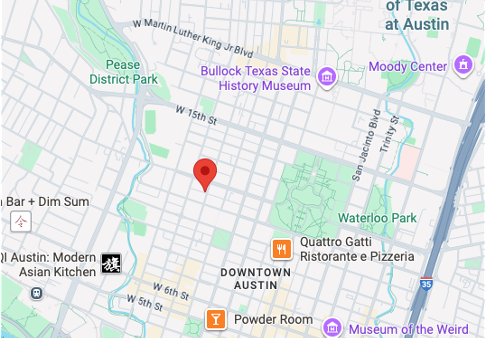 of Texas
at Austin
W Martin Luther King Jr Blvd
Pease
District Park
Bullock Texas State
History Museum
Moody Center
W 15th St
San Jacinto Blvd
Trinity St
Bar + Dim Sum
Waterloo Park
QI Austin: Modern
Asian Kitchen
Quattro Gatti
Ristorante e Pizzeria
DOWNTOWN
AUSTIN
35
W 6th St
W 5th St
Powder Room
Museum of the Weird